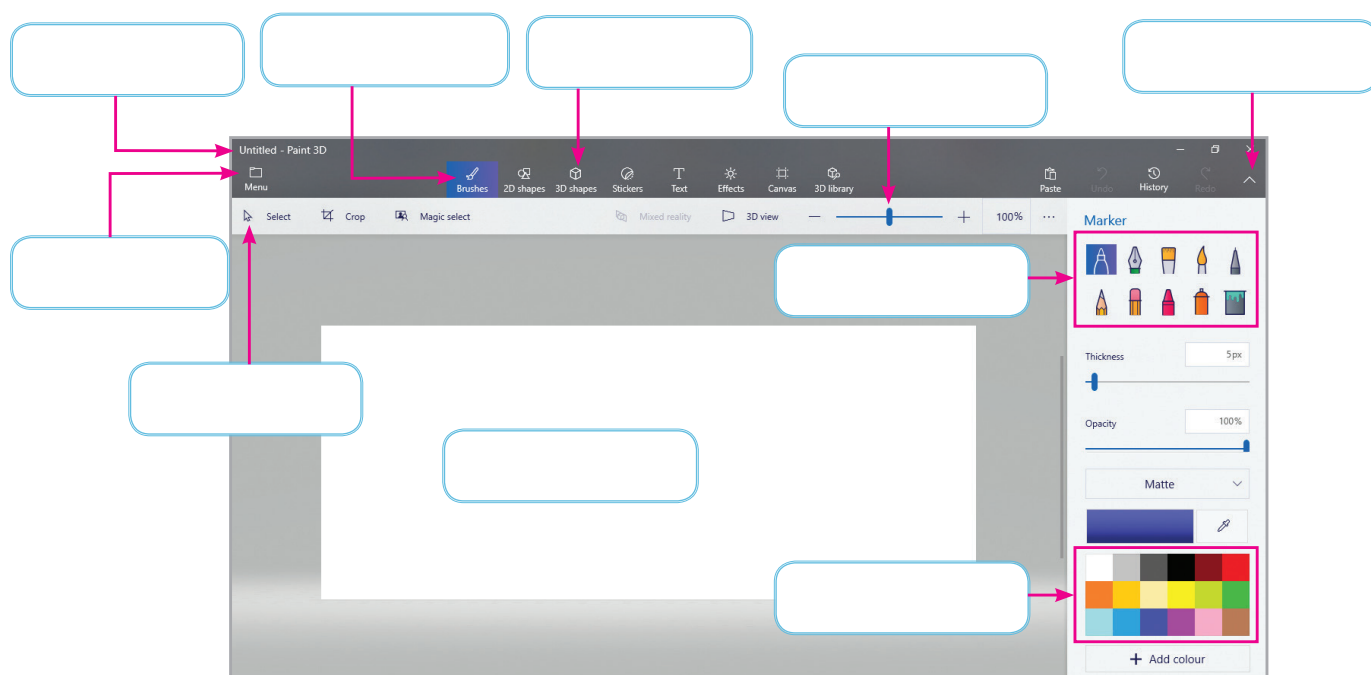 Untitled - Paint 3D
Menu Brushes 2D shapes 3D shapes Stickers Text Effects Canvas 3D library Paste Undo History Redo
Select Crop Magic select Mixed reality 3D view 100% ...
Marker
Thickness 5px
Opacity 100%
Matte
+ Add colour